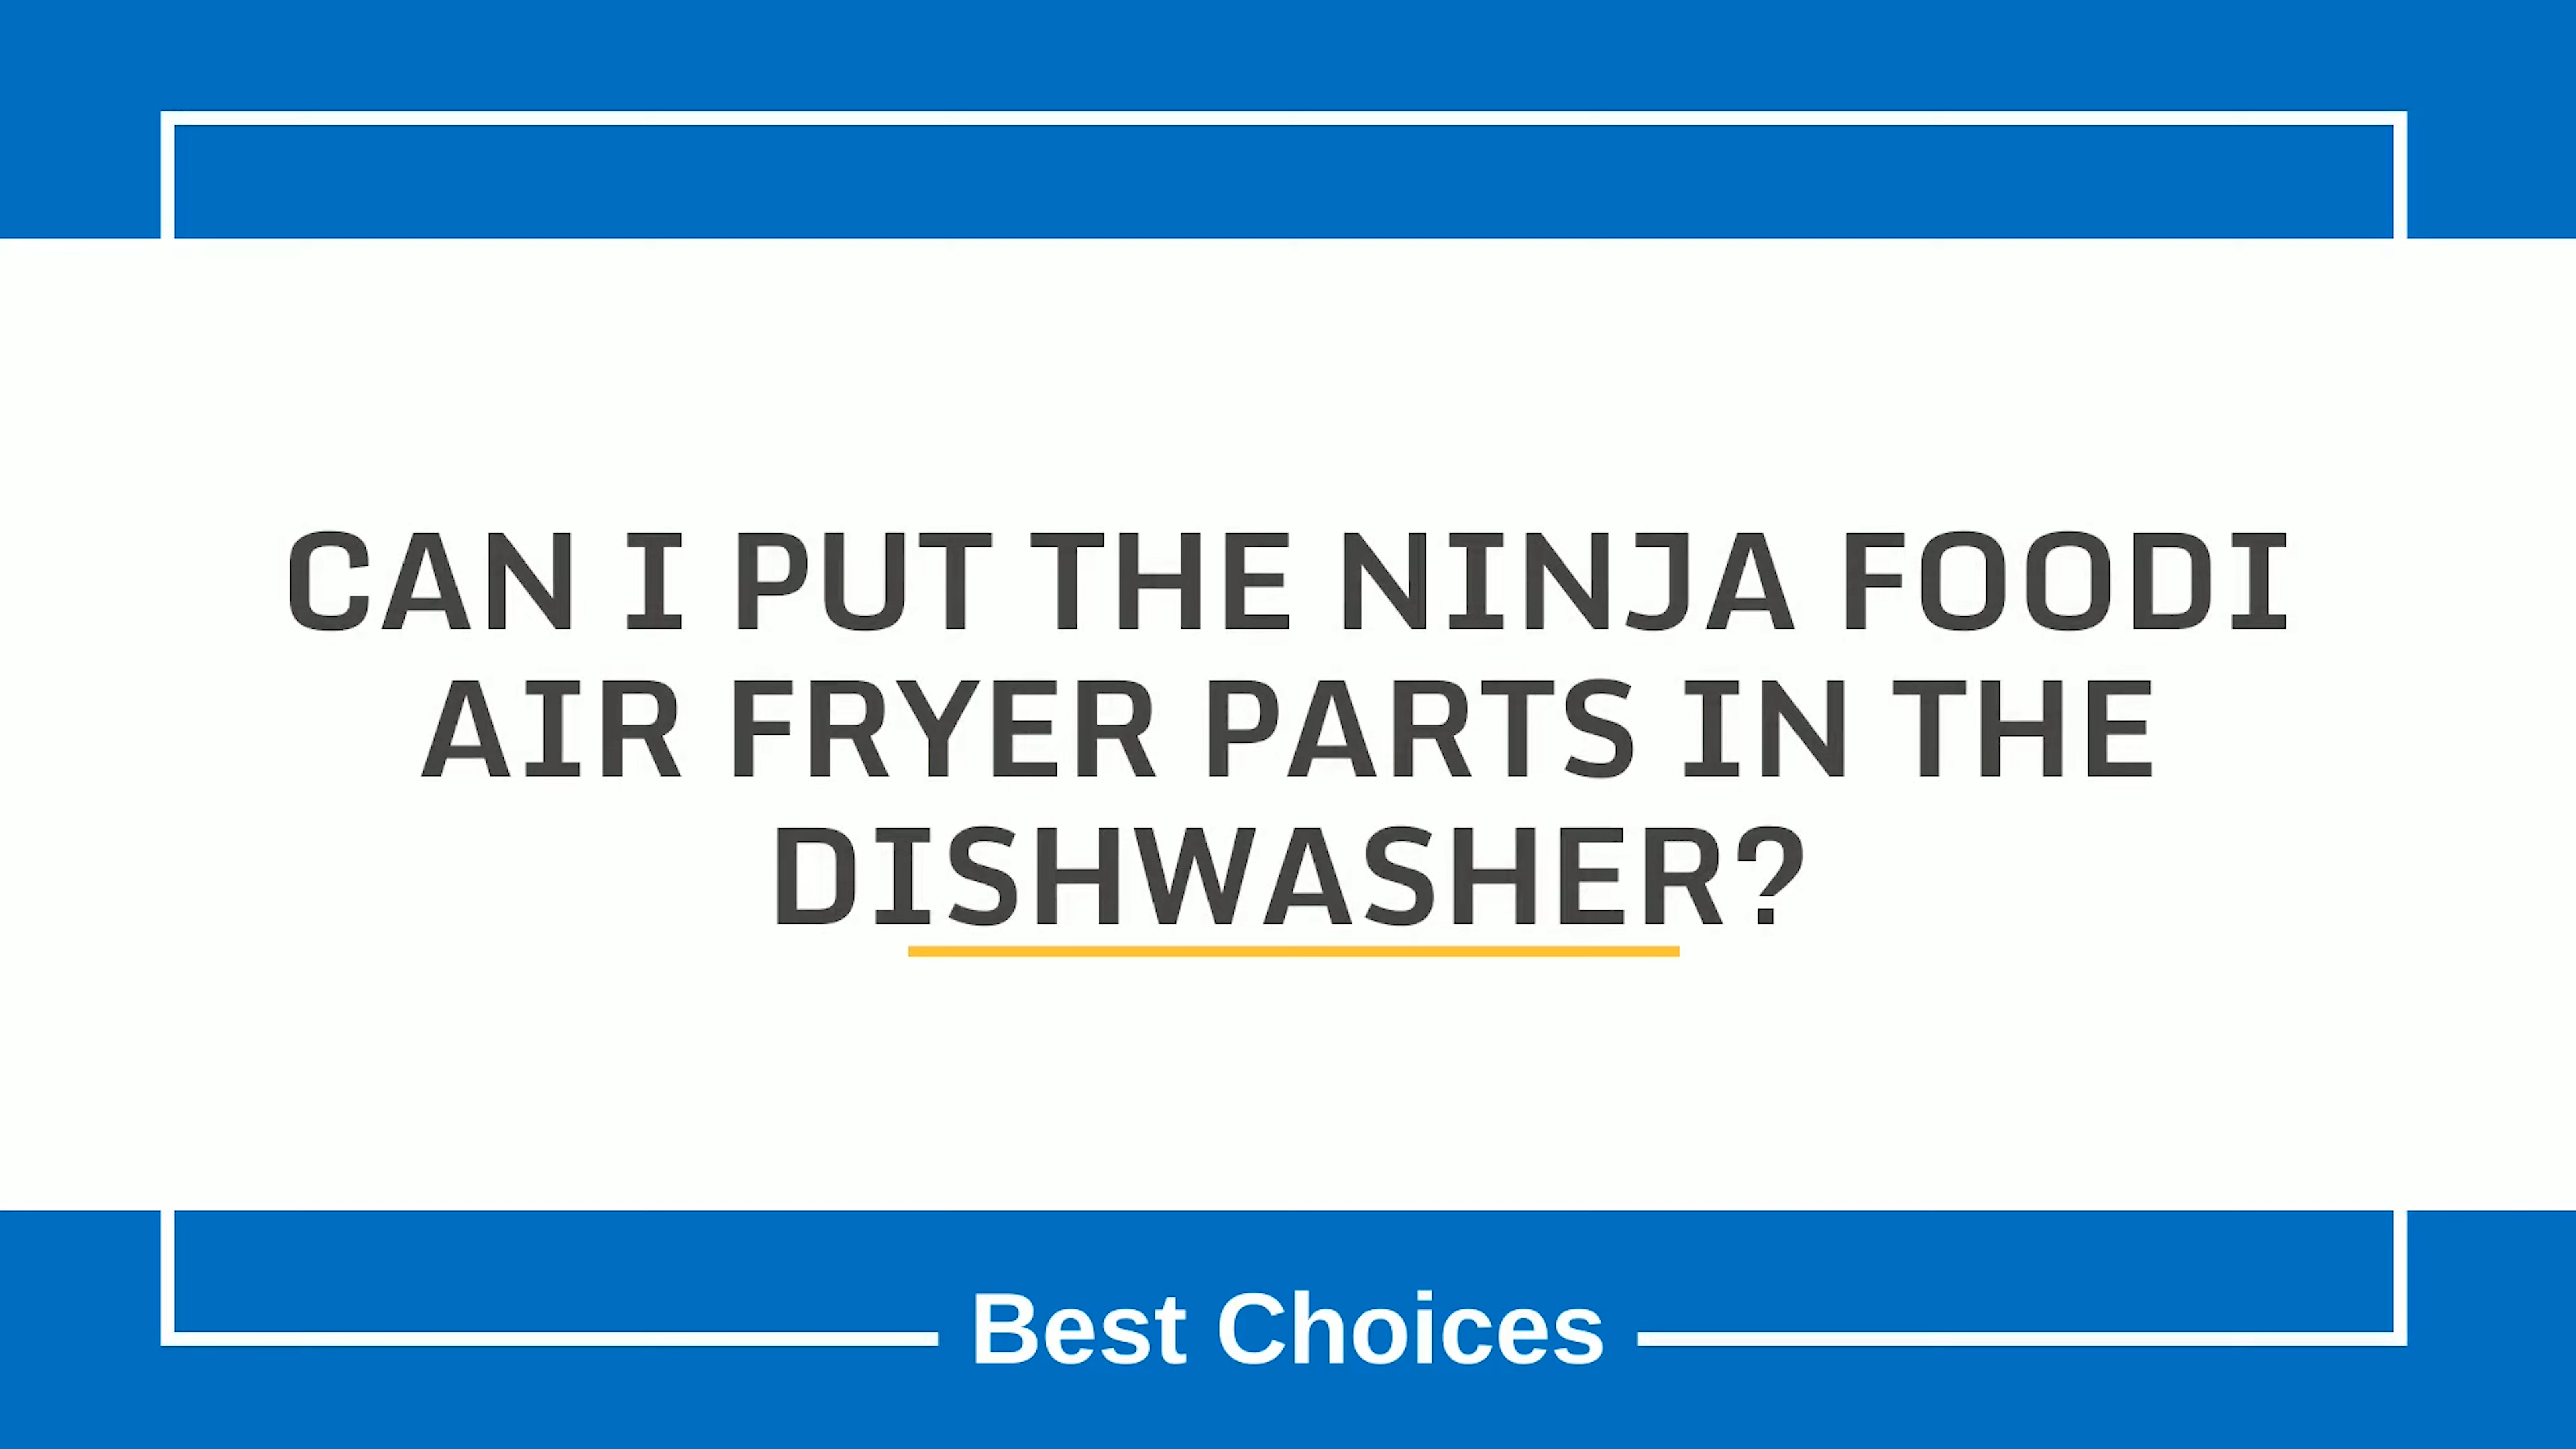 CAN I PUT THE NINJA FOODI
AIR FRYER PARTS IN THE
DISHWASHER?
Best Choices